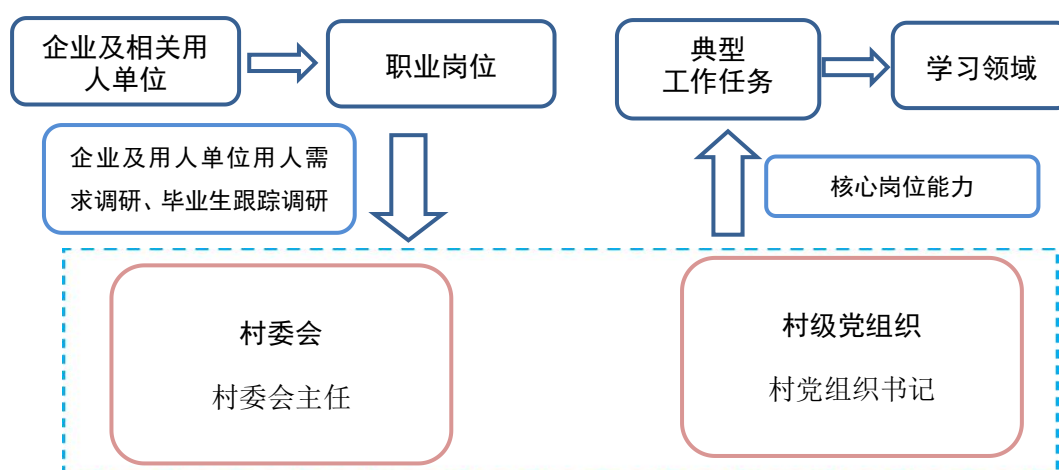 企业及相关用
人单位
职业岗位
典型
工作任务
学习领域
企业及用人单位用人需
求调研、毕业生跟踪调研
核心岗位能力
村委会
村委会主任
村级党组织
村党组织书记